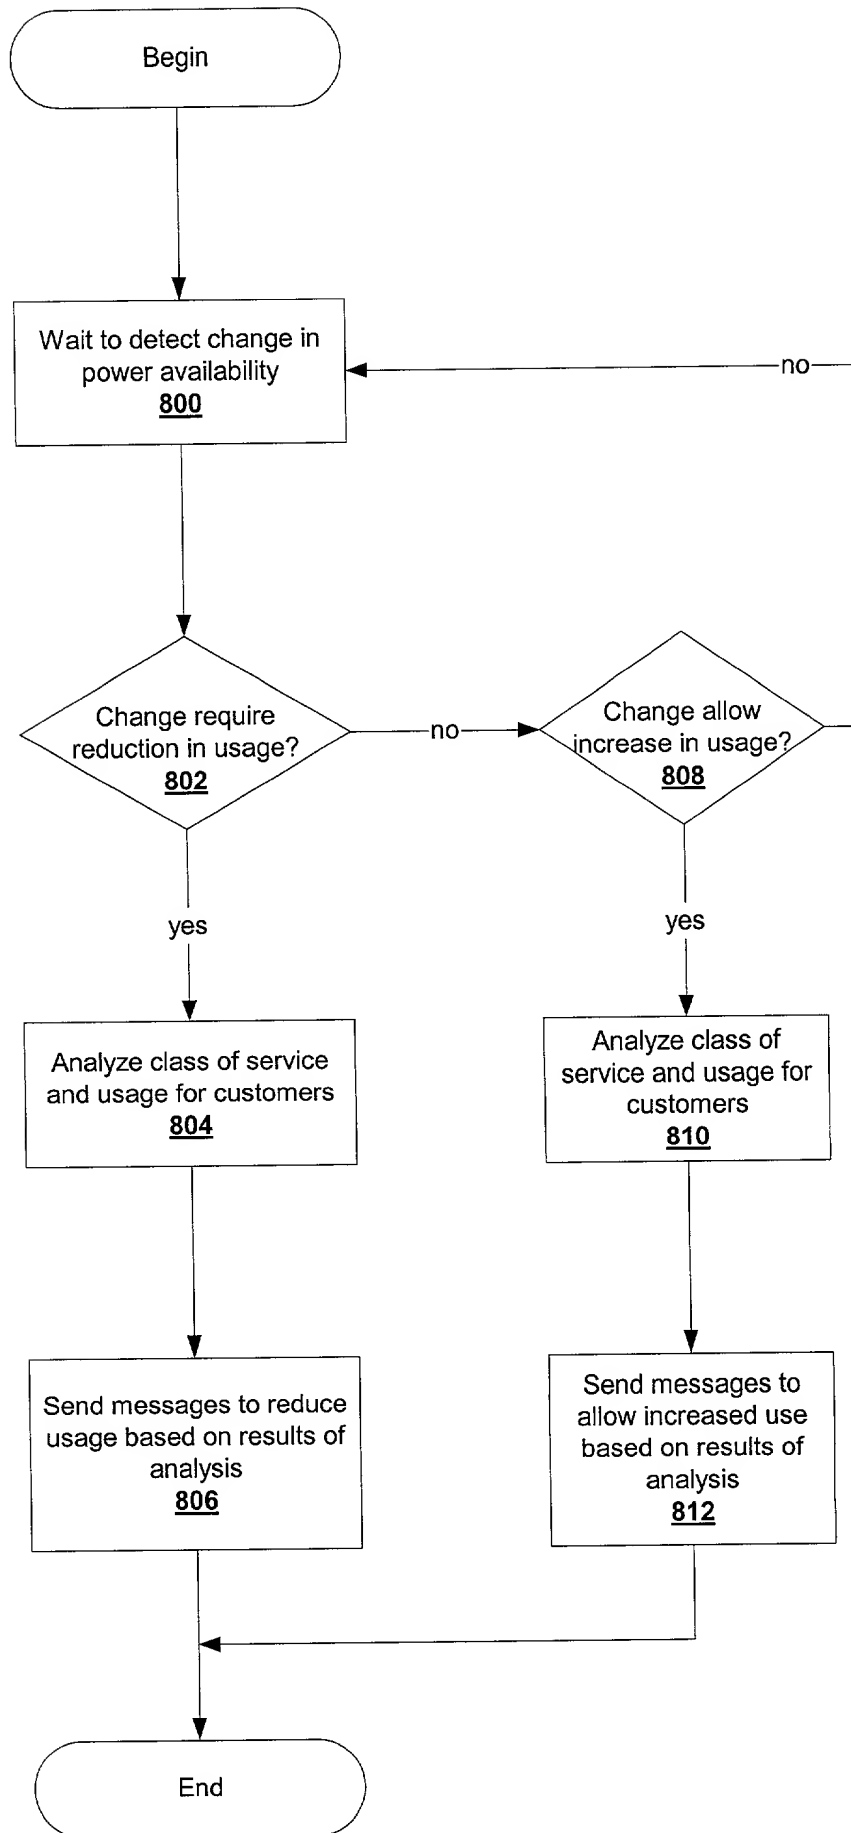 Begin
Wait to detect change in
power availability
800
no
Change require
reduction in usage?
802
no
Change allow
increase in usage?
808
yes
yes
Analyze class of service
and usage for customers
804
Analyze class of
service and usage for
customers
810
Send messages to reduce
usage based on results of
analysis
806
Send messages to
allow increased use
based on results of
analysis
812
End